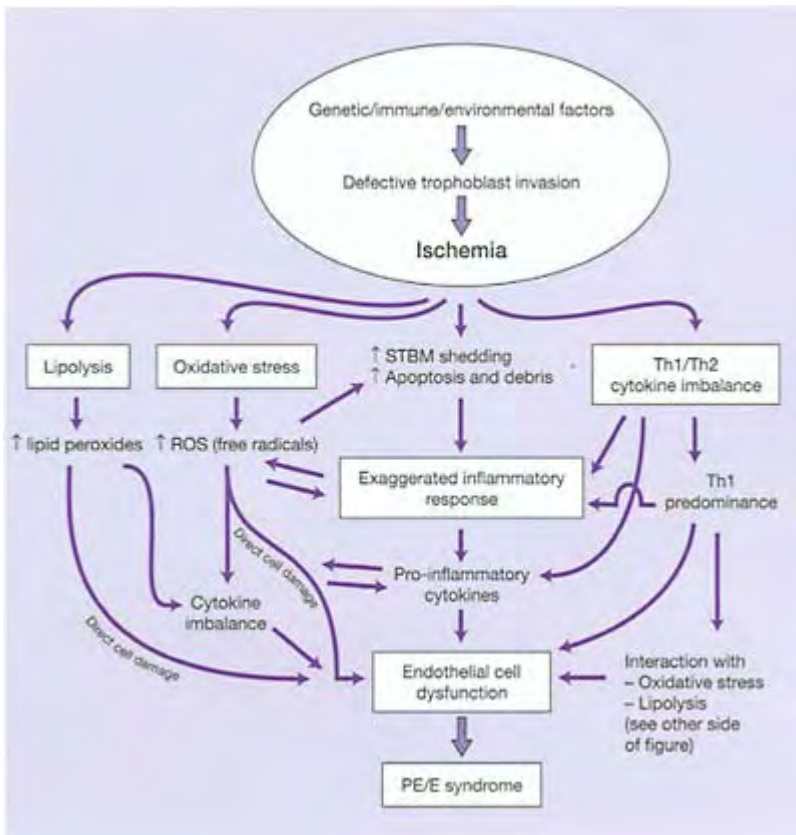 Genetic/immune/environmental factors
Defective trophoblast invasion
Ischemia
Lipolysis
Oxidative stress
↑ STBM shedding
↑ Apoptosis and debris
Th1/Th2
cytokine imbalance
↑ lipid peroxides
↑ ROS (free radicals)
Exaggerated inflammatory
response
Th1
predominance
Direct cell damage
Pro-inflammatory
cytokines
Cytokine
imbalance
Direct cell damage
Endothelial cell
dysfunction
Interaction with
– Oxidative stress
– Lipolysis
(see other side
of figure)
PE/E syndrome